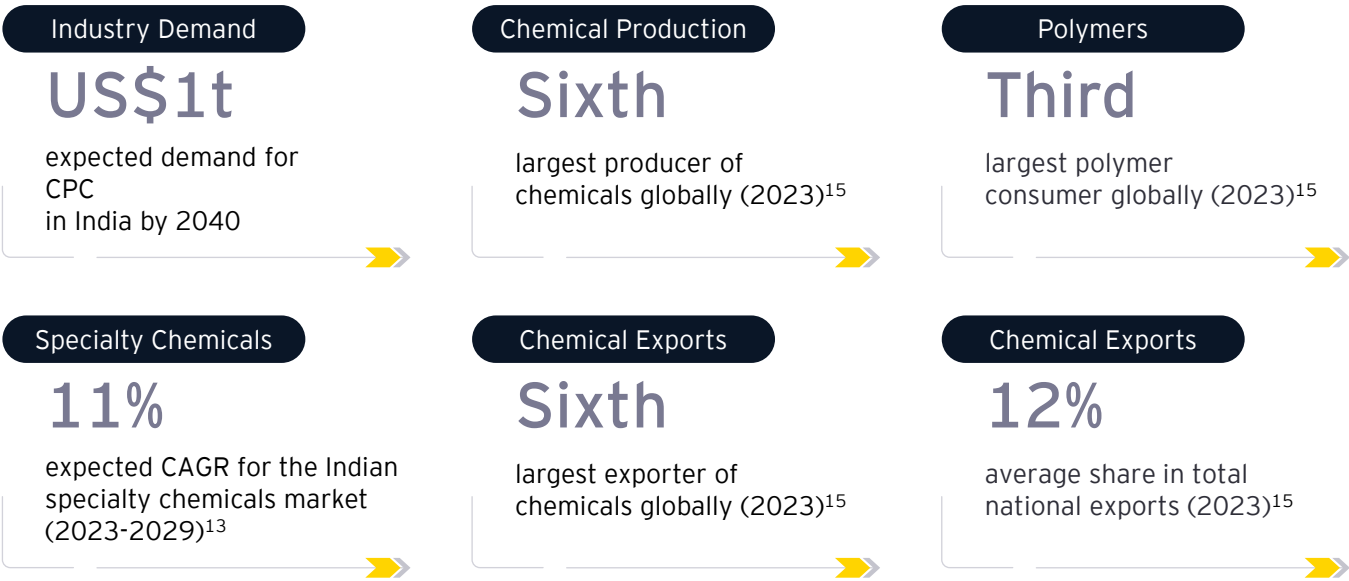 Industry Demand
US$1t
expected demand for
CPC
in India by 2040
Chemical Production
Sixth
largest producer of
chemicals globally (2023)15
Polymers
Third
largest polymer
consumer globally (2023)15
Specialty Chemicals
11%
expected CAGR for the Indian
specialty chemicals market
(2023-2029)13
Chemical Exports
Sixth
largest exporter of
chemicals globally (2023)15
Chemical Exports
12%
average share in total
national exports (2023)15